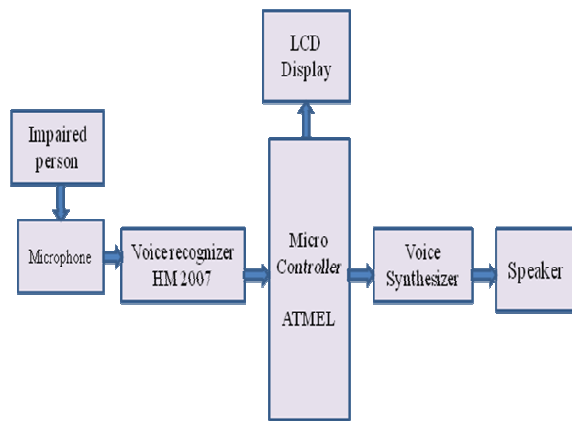 LCD
Display
Impaired
person
Microphone
Voice recognizer
HM 2007
Micro
Controller
ATMEL
Voice
Synthesizer
Speaker